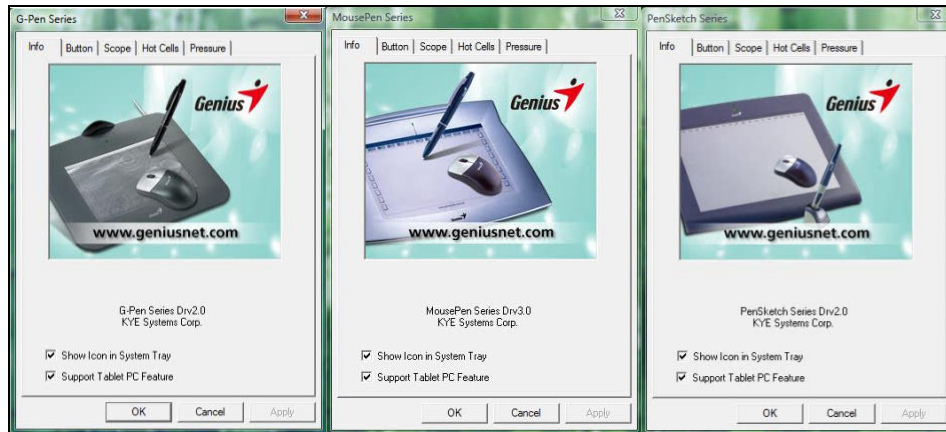 G-Pen Series
Info Button Scope Hot Cells Pressure
Genius
www.geniusnet.com
G-Pen Series Drv2.0
KYE Systems Corp.
Show Icon in System Tray
Support Tablet PC Feature
OK Cancel Apply
MousePen Series
Info Button Scope Hot Cells Pressure
Genius
www.geniusnet.com
MousePen Series Drv3.0
KYE Systems Corp.
Show Icon in System Tray
Support Tablet PC Feature
OK Cancel Apply
PenSketch Series
Info Button Scope Hot Cells Pressure
Genius
www.geniusnet.com
PenSketch Series Drv2.0
KYE Systems Corp.
Show Icon in System Tray
Support Tablet PC Feature
OK Cancel Apply